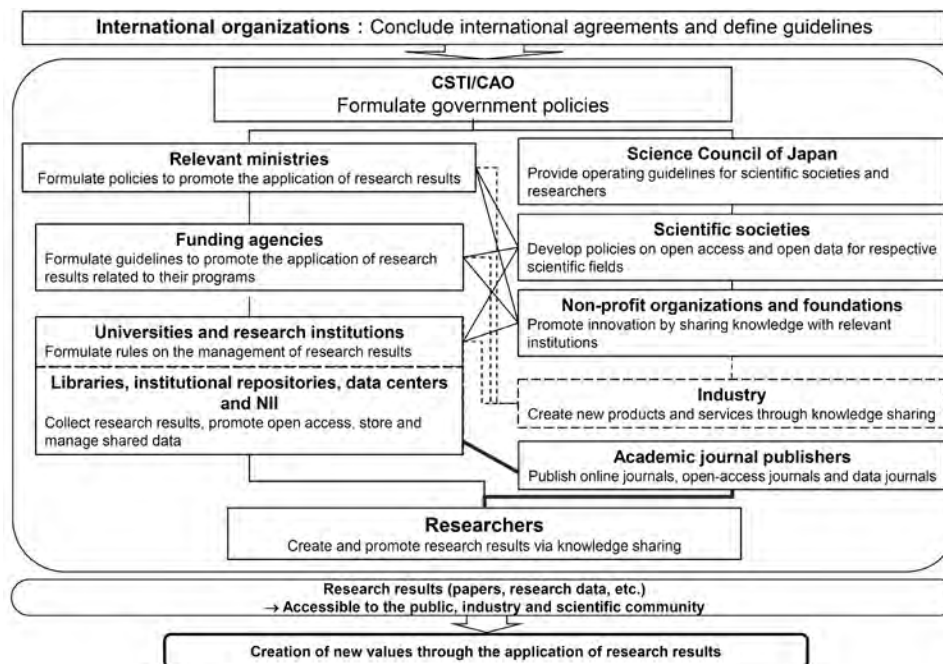 International organizations : Conclude international agreements and define guidelines
CSTI/CAO
Formulate government policies
Relevant ministries
Formulate policies to promote the application of research results
Science Council of Japan
Provide operating guidelines for scientific societies and
researchers
Funding agencies
Formulate guidelines to promote the application of research
results related to their programs
Scientific societies
Develop policies on open access and open data for respective
scientific fields
Universities and research institutions
Formulate rules on the management of research results
Non-profit organizations and foundations
Promote innovation by sharing knowledge with relevant
institutions
Libraries, institutional repositories, data centers
and NII
Collect research results, promote open access, store and
manage shared data
Industry
Create new products and services through knowledge sharing
Academic journal publishers
Publish online journals, open-access journals and data journals
Researchers
Create and promote research results via knowledge sharing
Research results (papers, research data, etc.)
→ Accessible to the public, industry and scientific community
Creation of new values through the application of research results